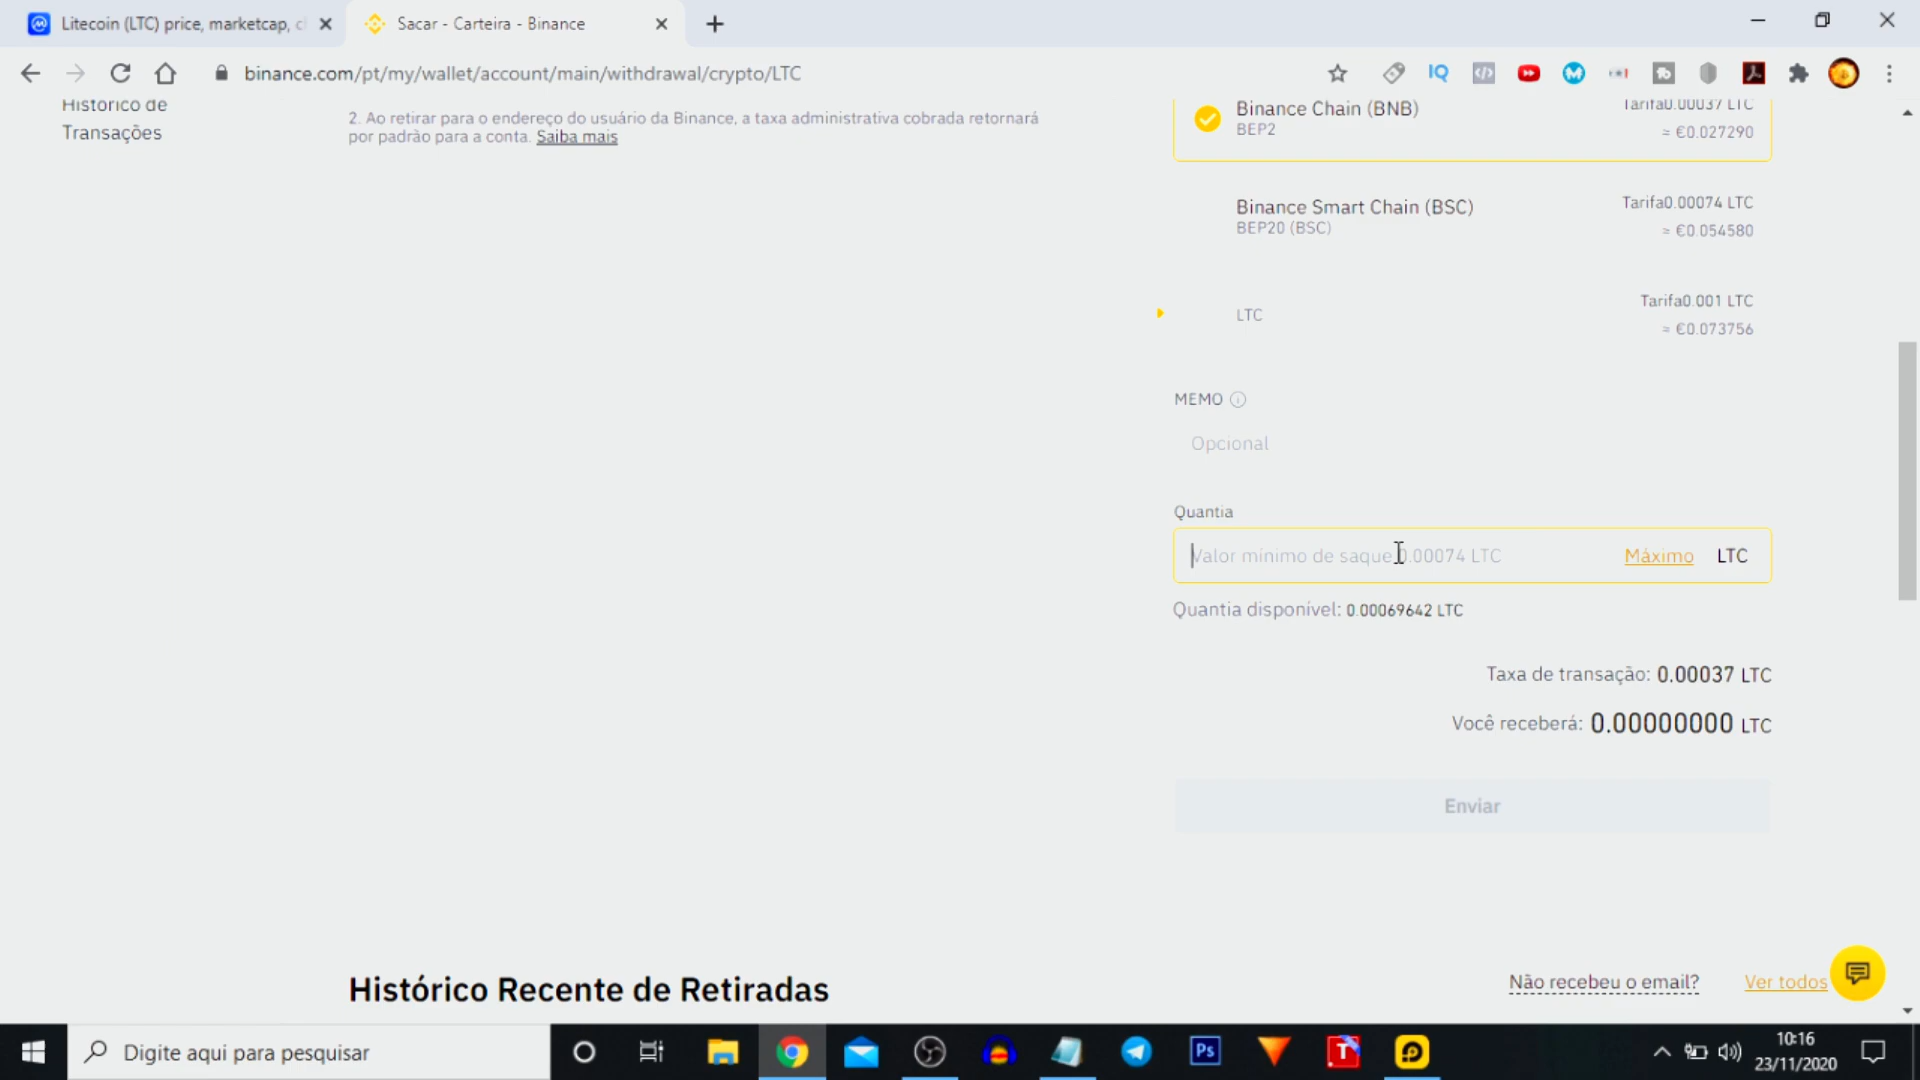 Litecoin (LTC) price, marketcap, c
Sacar - Carteira - Binance
binance.com/pt/my/wallet/account/main/withdrawal/crypto/LTC
Histórico de
Transações
2. Ao retirar para o endereço do usuário da Binance, a taxa administrativa cobrada retornará
por padrão para a conta. Saiba mais
Binance Chain (BNB)
Tarifa0.00037 LTC
BEP2
≈ €0.027290
Binance Smart Chain (BSC)
Tarifa0.00074 LTC
BEP20 (BSC)
≈ €0.054580
LTC
Tarifa0.001 LTC
≈ €0.073756
MEMO
Opcional
Quantia
Valor mínimo de saque 0.00074 LTC
Máximo
LTC
Quantia disponível: 0.00069642 LTC
Taxa de transação: 0.00037 LTC
Você receberá: 0.00000000 LTC
Enviar
Histórico Recente de Retiradas
Não recebeu o email?
Ver todos
Digite aqui para pesquisar
10:16
23/11/2020
IQ
Ps
T